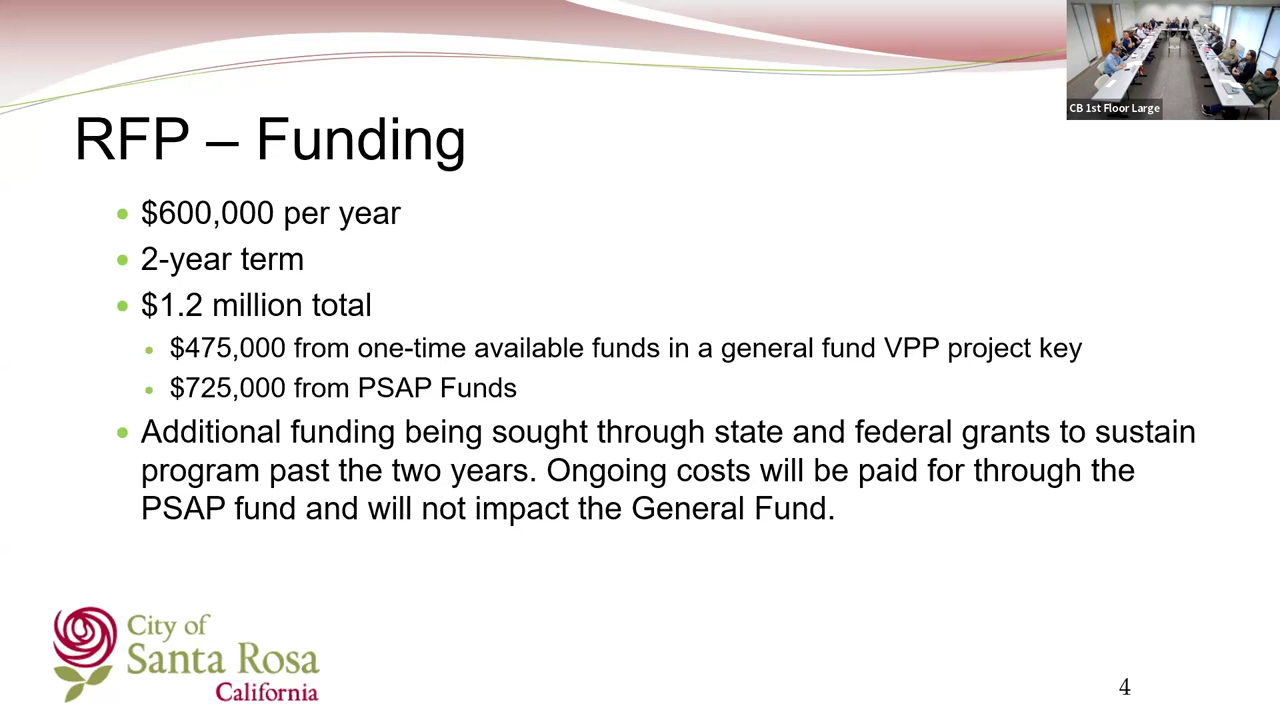 CB 1st Floor Large
RFP – Funding
• $600,000 per year
• 2-year term
• $1.2 million total
• $475,000 from one-time available funds in a general fund VPP project key
• $725,000 from PSAP Funds
• Additional funding being sought through state and federal grants to sustain
program past the two years. Ongoing costs will be paid for through the
PSAP fund and will not impact the General Fund.
City of
Santa Rosa
California
4